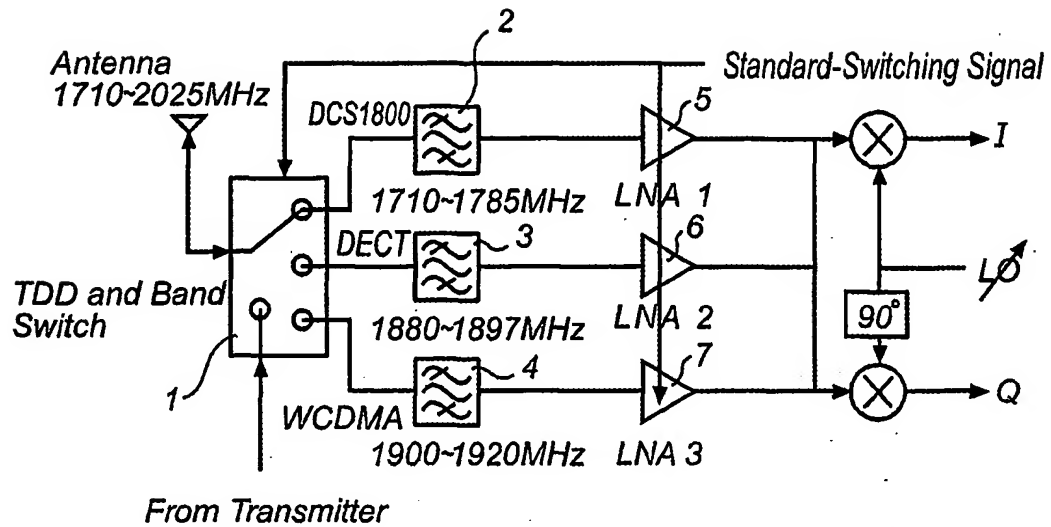 2
Antenna
1710~2025MHz
Standard-Switching Signal
DCS1800
5
I
1710~1785MHz
LNA 1
DECT
3
6
LO
TDD and Band
Switch
1880~1897MHz
LNA 2
90°
1
4
7
WCDMA
Q
1900~1920MHz
LNA 3
From Transmitter